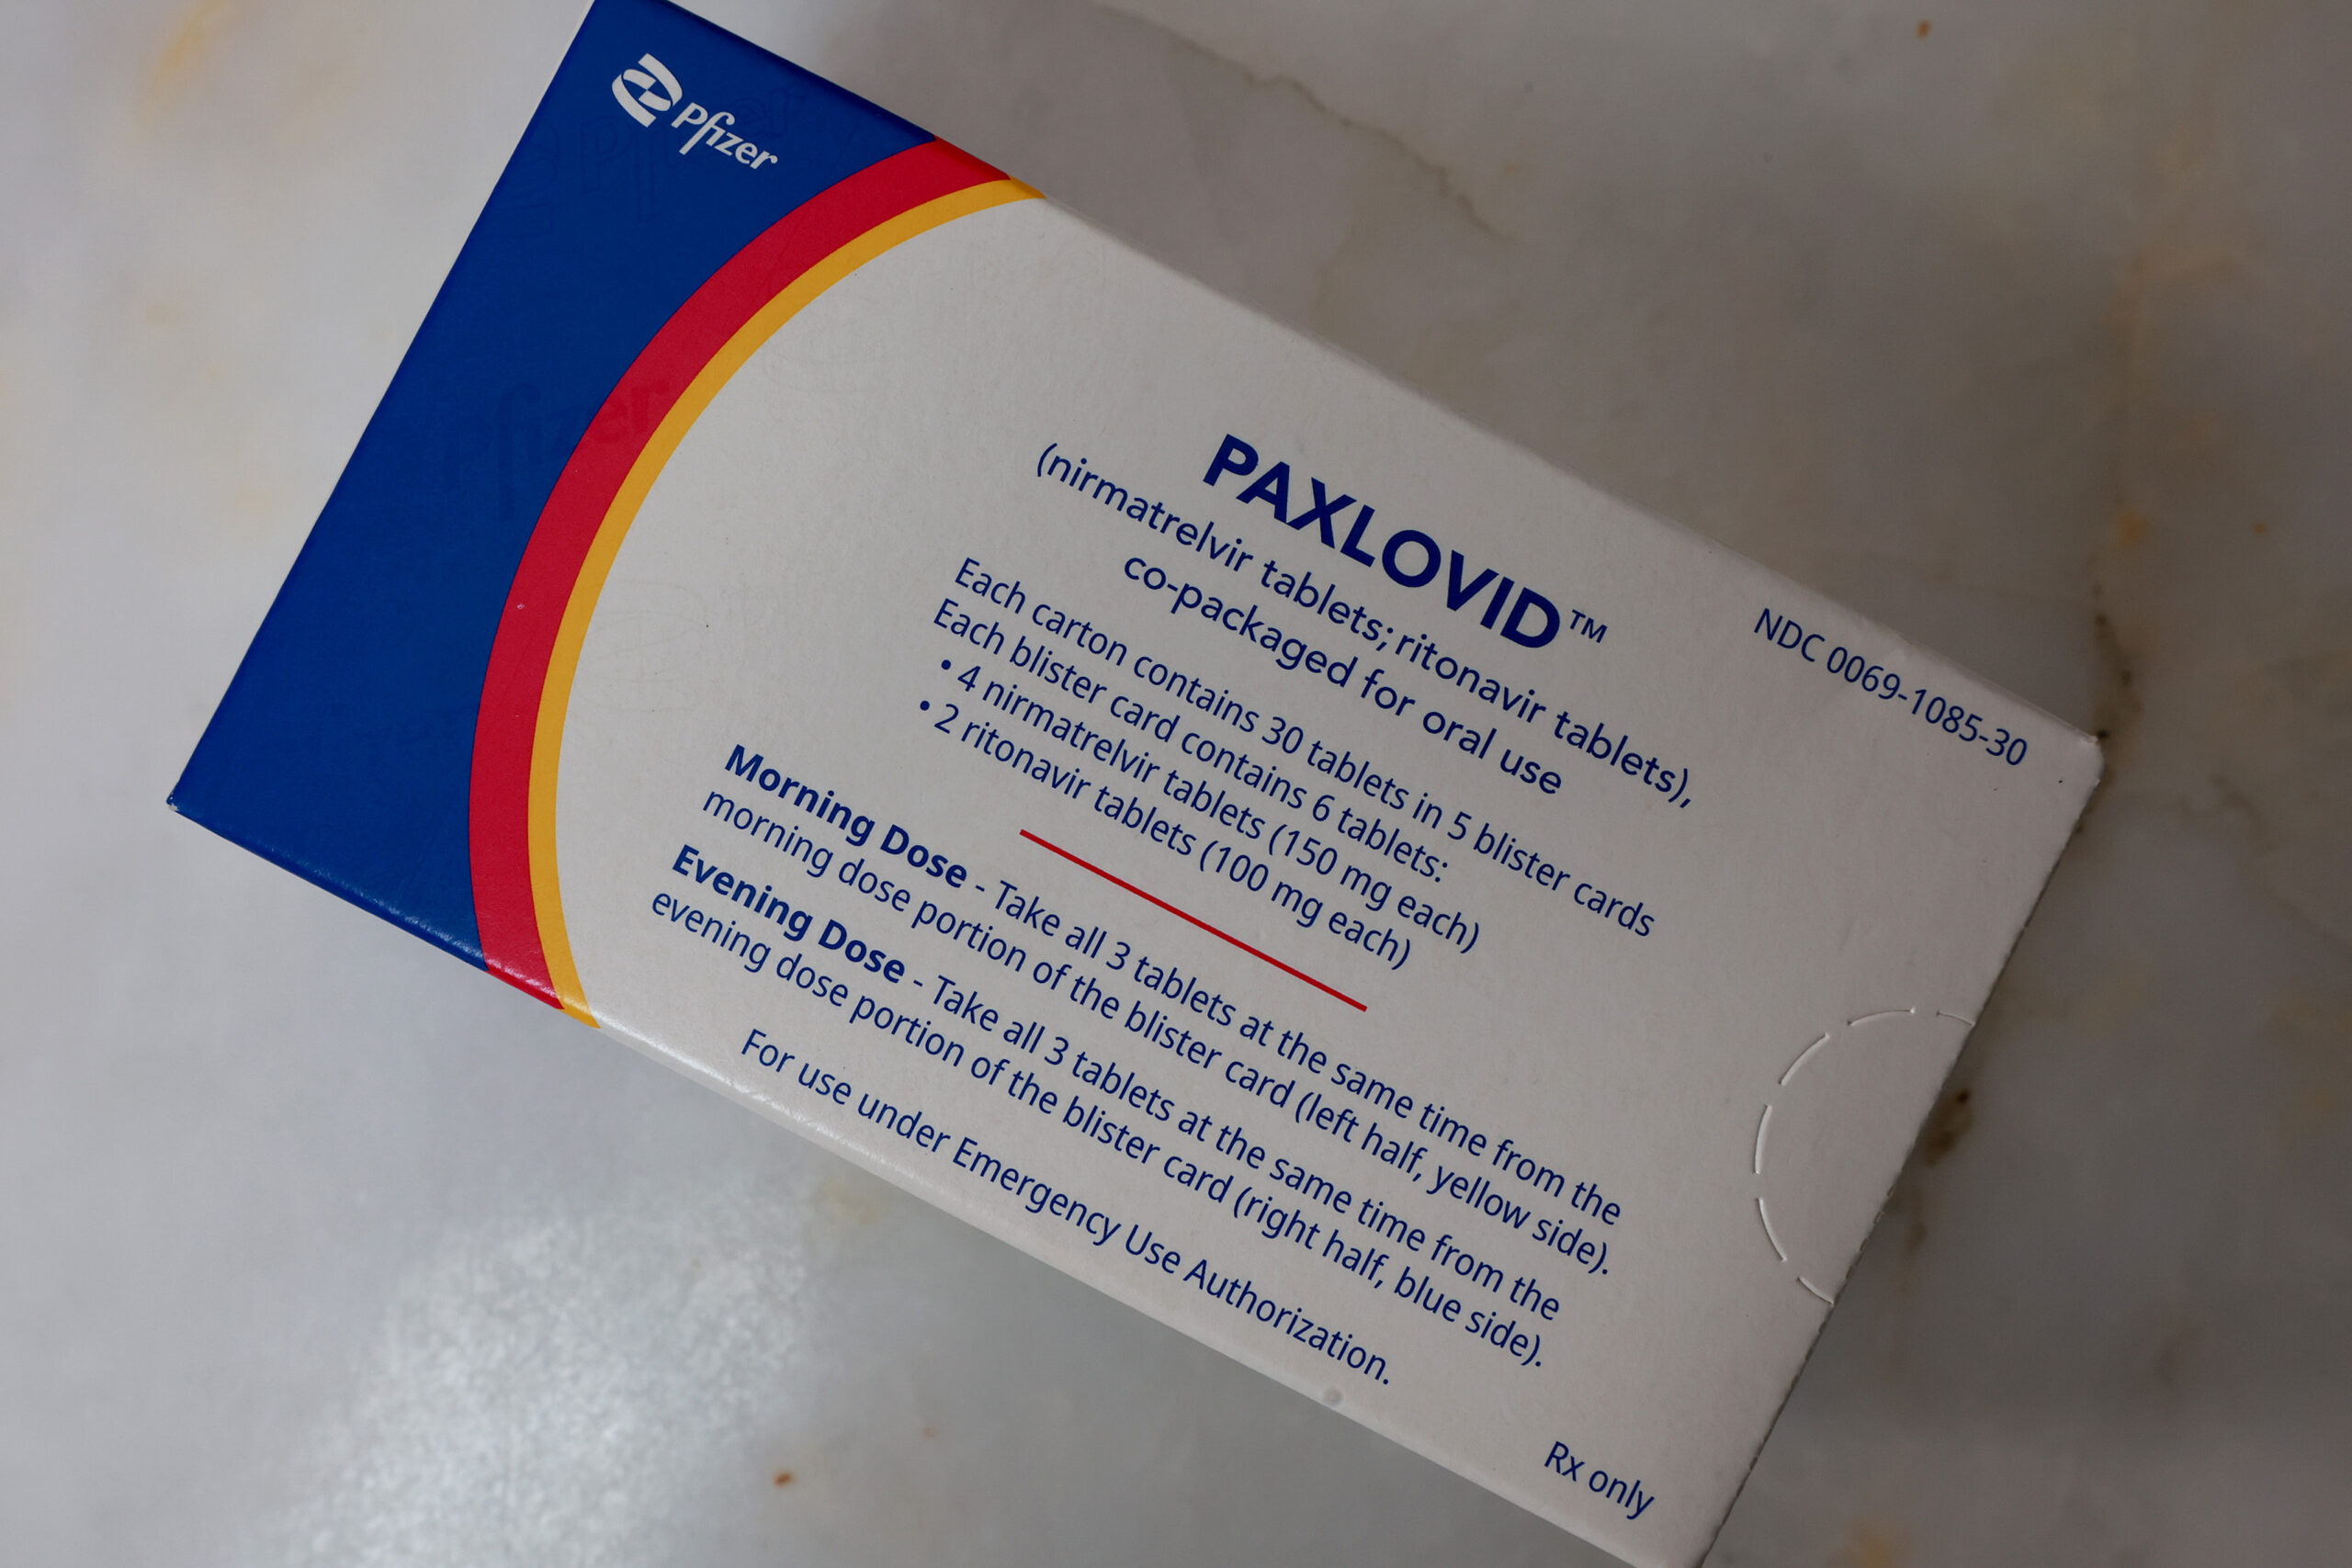 Pfizer
NDC 0069-1085-30
PAXLOVID™
(nirmatrelvir tablets; ritonavir tablets),
co-packaged for oral use
Each carton contains 30 tablets in 5 blister cards
Each blister card contains 6 tablets:
• 4 nirmatrelvir tablets (150 mg each)
• 2 ritonavir tablets (100 mg each)
Morning Dose - Take all 3 tablets at the same time from the
morning dose portion of the blister card (left half, yellow side).
Evening Dose - Take all 3 tablets at the same time from the
evening dose portion of the blister card (right half, blue side).
For use under Emergency Use Authorization.
Rx only